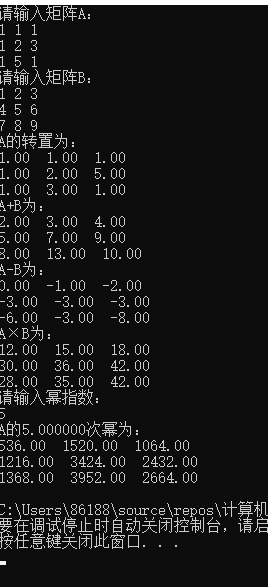 请输入矩阵A:
1 1 1
1 2 3
1 5 1
请输入矩阵B:
1 2 3
4 5 6
7 8 9
A的转置为:
1.00 1.00 1.00
1.00 2.00 5.00
1.00 3.00 1.00
A+B为:
2.00 3.00 4.00
5.00 7.00 9.00
8.00 13.00 10.00
A-B为:
0.00 -1.00 -2.00
-3.00 -3.00 -3.00
-6.00 -3.00 -8.00
A×B为:
12.00 15.00 18.00
30.00 36.00 42.00
28.00 35.00 42.00
请输入幂指数:
5
A的5.000000次幂为:
536.00 1520.00 1064.00
1216.00 3424.00 2432.00
1368.00 3952.00 2664.00
C:\Users\86188\source\repos\计算机
要在调试停止时自动关闭控制台，请启
按任意键关闭此窗口. . .